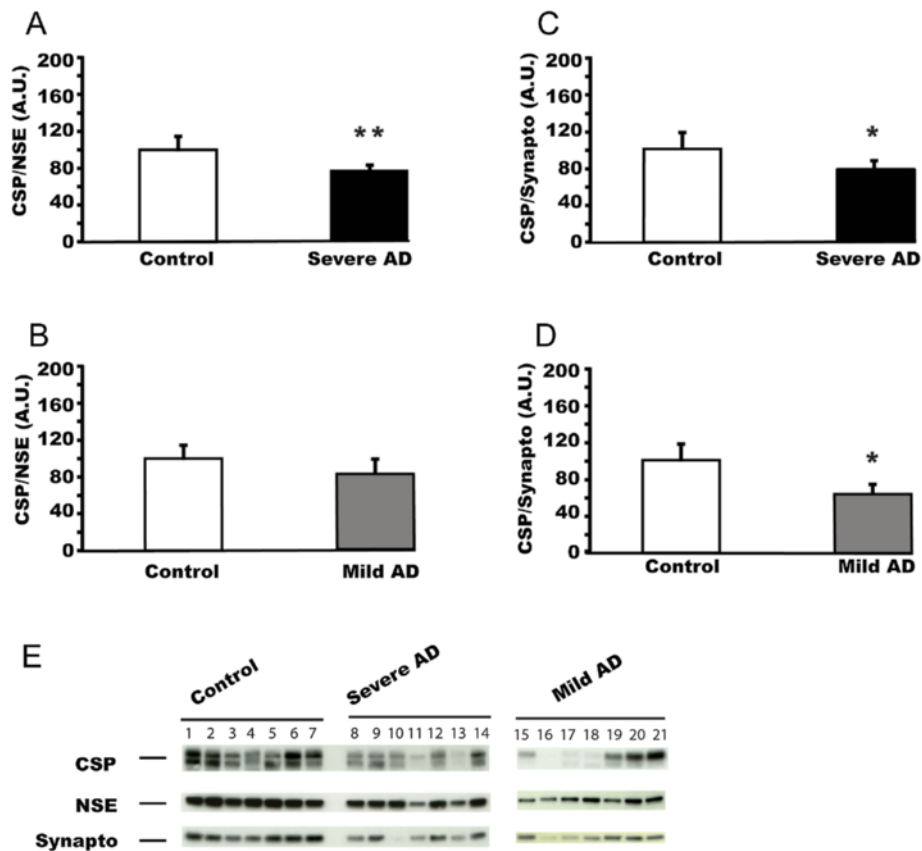 A
CSP/NSE (A.U.)
200
160
120
80
40
0
**
Control Severe AD
C
CSP/Synapto (A.U.)
200
160
120
80
40
0
*
Control Severe AD
B
CSP/NSE (A.U.)
200
160
120
80
40
0
Control Mild AD
D
CSP/Synapto (A.U.)
200
160
120
80
40
0
*
Control Mild AD
E
Control Severe AD Mild AD
1 2 3 4 5 6 7 8 9 10 11 12 13 14 15 16 17 18 19 20 21
CSP
NSE
Synapto